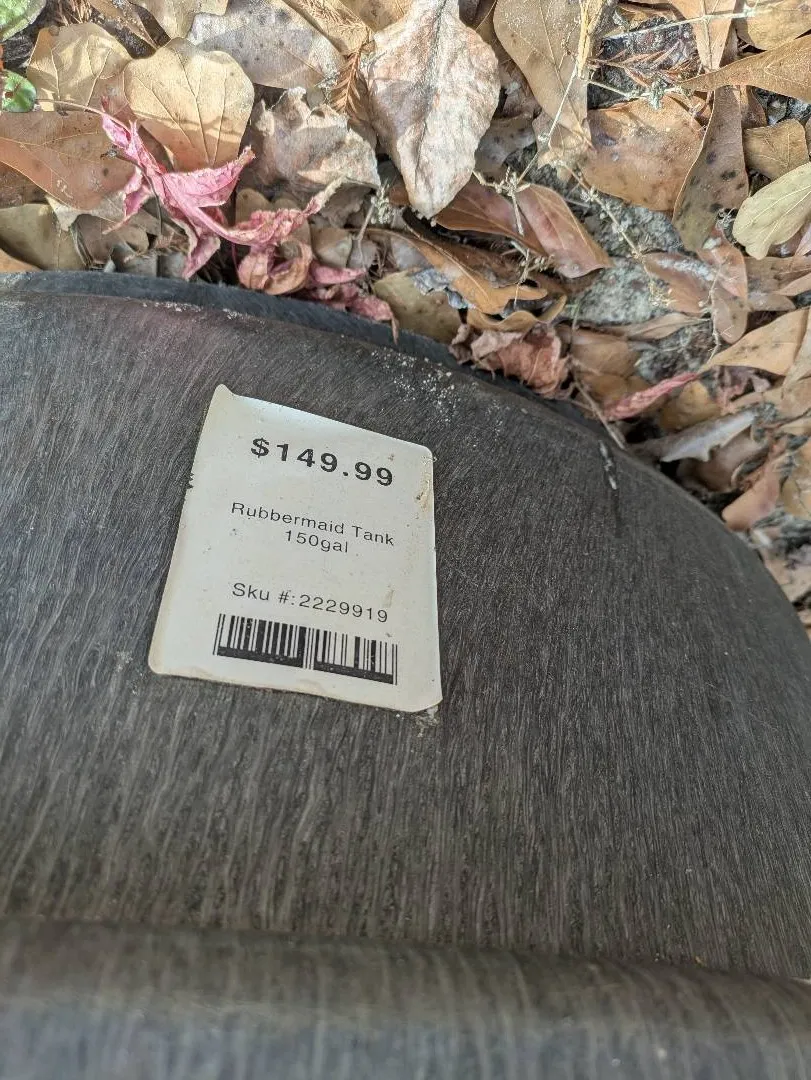 $149.99
Rubbermaid Tank
150gal
Sku #:2229919